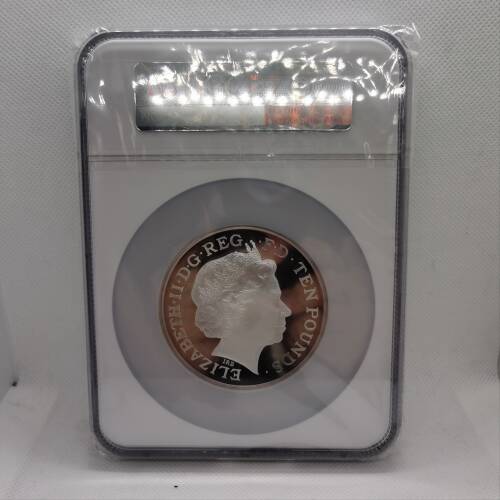 ELIZABETH·II·D·G·REG F·D·TEN POUNDS·
IRB